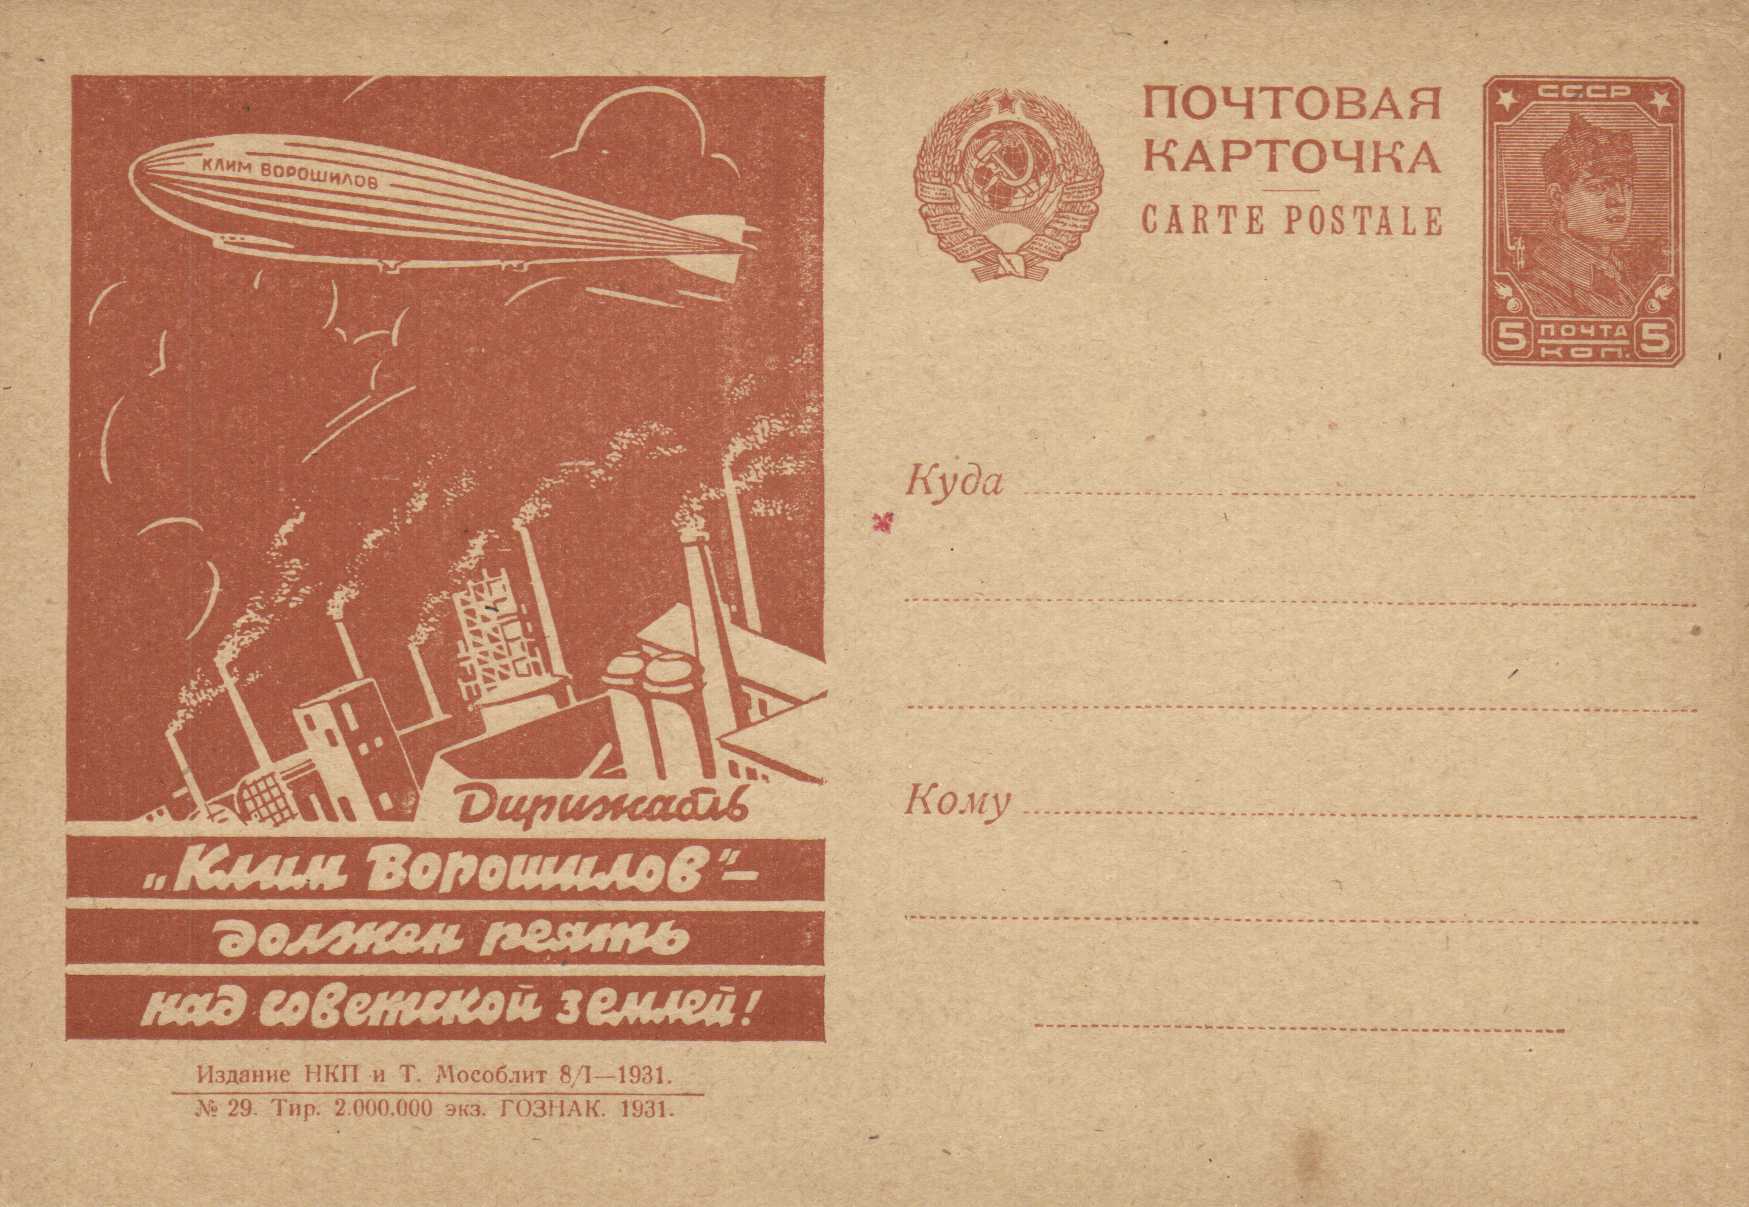 КЛИМ ВОРОШИЛОВ
Дирижабль
„Клим Ворошилов"—
должен реять
над советской землей!
Издание НКП и Т. Мособлит 8/I—1931.
№ 29. Тир. 2.000.000 экз. ГОЗНАК. 1931.
ПОЧТОВАЯ
КАРТОЧКА
CARTE POSTALE
СССР
5 ПОЧТА 5
КОП.
Куда
Кому